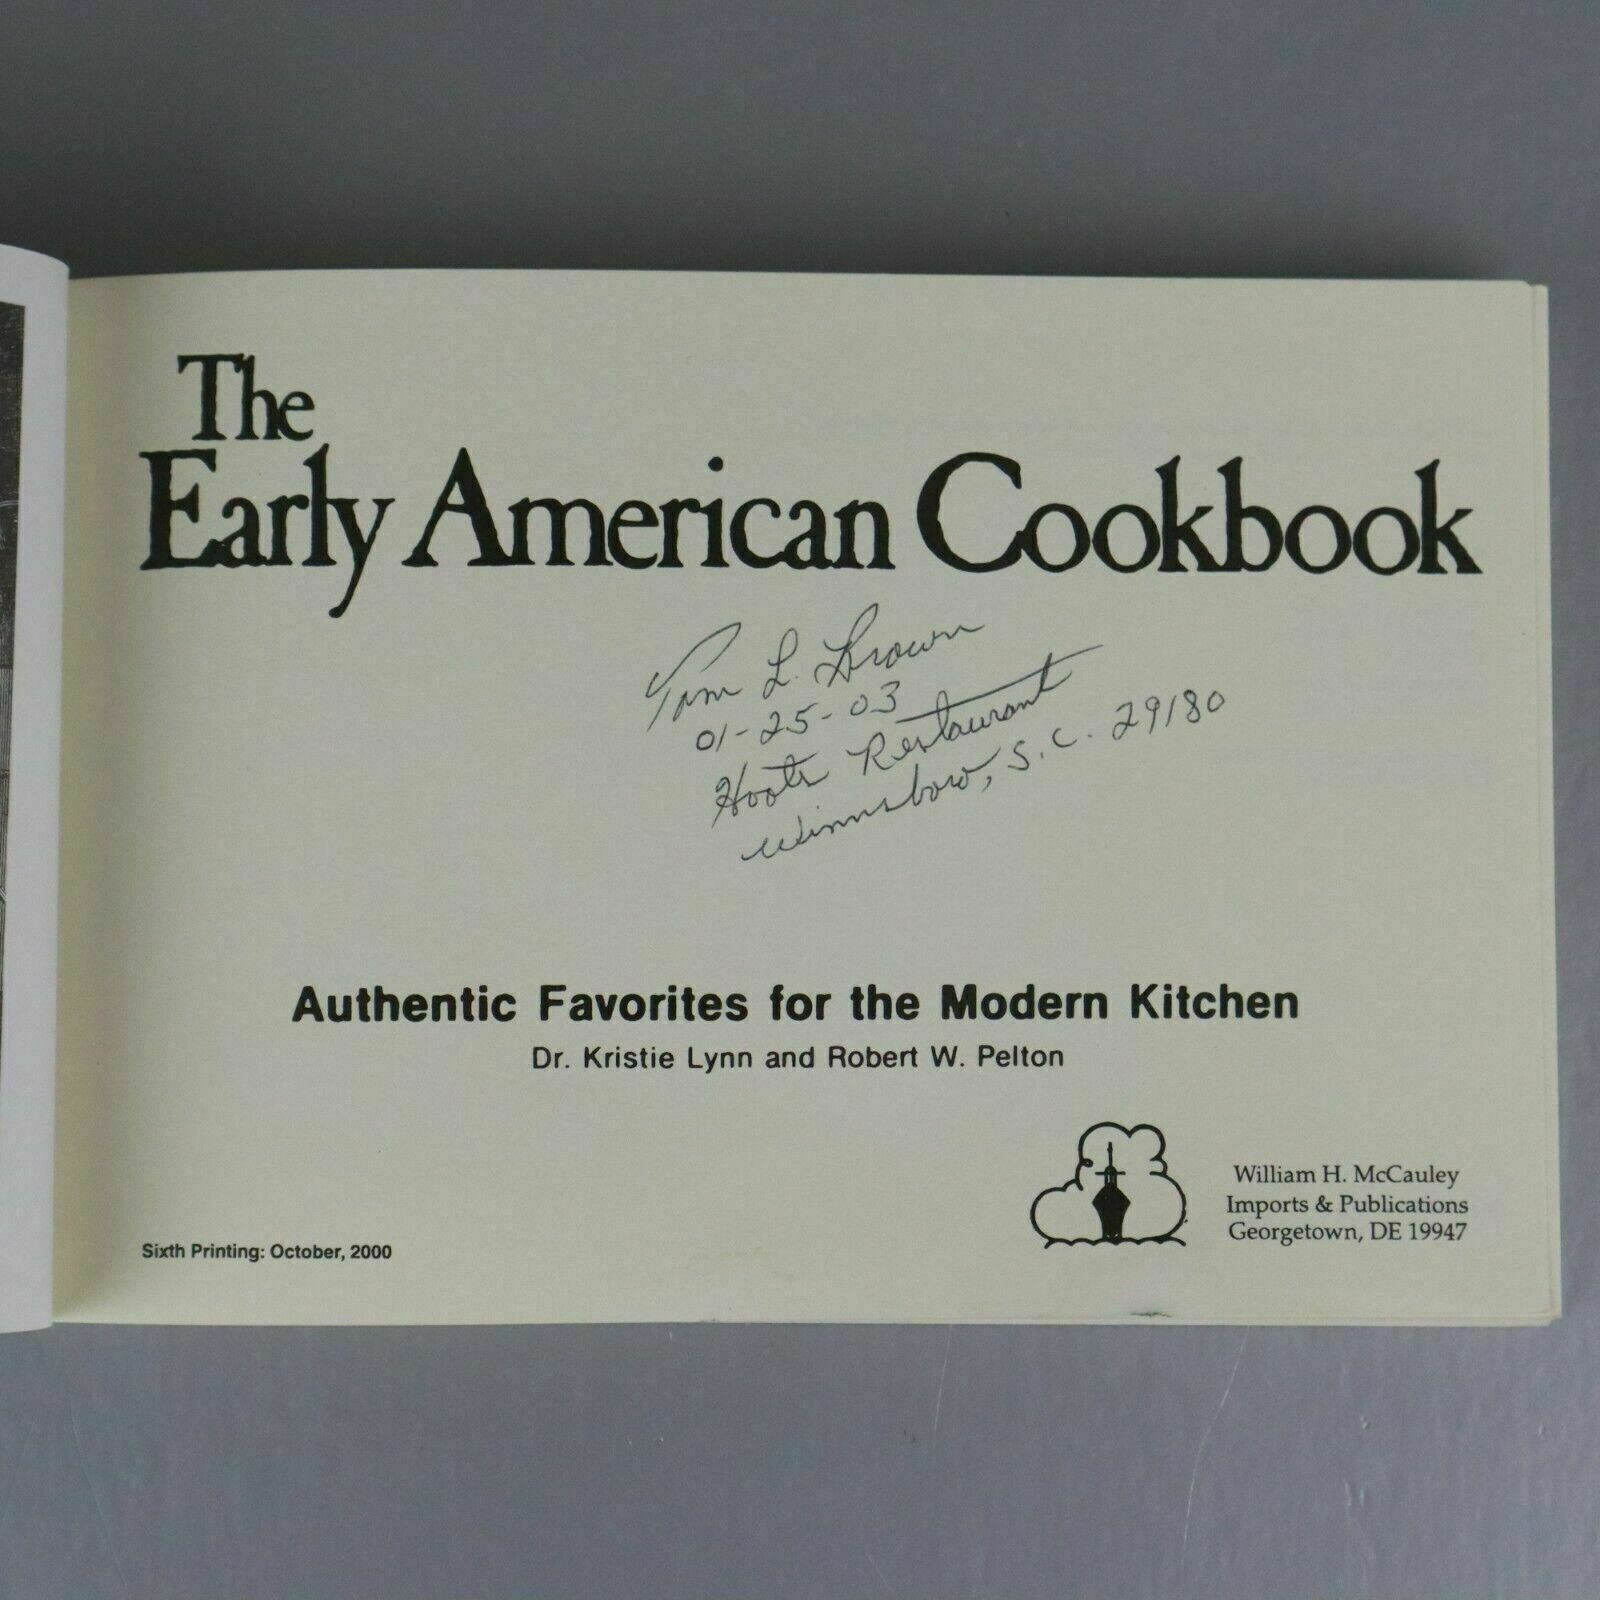 The
Early American Cookbook
Tom L. Brown
01-25-03
Hoots Restaurant
Winnsboro, S.C. 29180
Authentic Favorites for the Modern Kitchen
Dr. Kristie Lynn and Robert W. Pelton
William H. McCauley
Imports & Publications
Georgetown, DE 19947
Sixth Printing: October, 2000